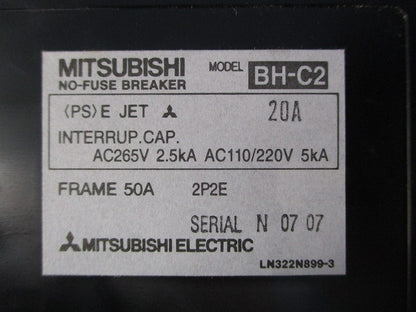 MITSUBISHI MODEL BH-C2
NO-FUSE BREAKER
〈PS〉E JET 20A
INTERRUP.CAP.
AC265V 2.5kA AC110/220V 5kA
FRAME 50A 2P2E
SERIAL N 07 07
MITSUBISHI ELECTRIC
LN322N899-3